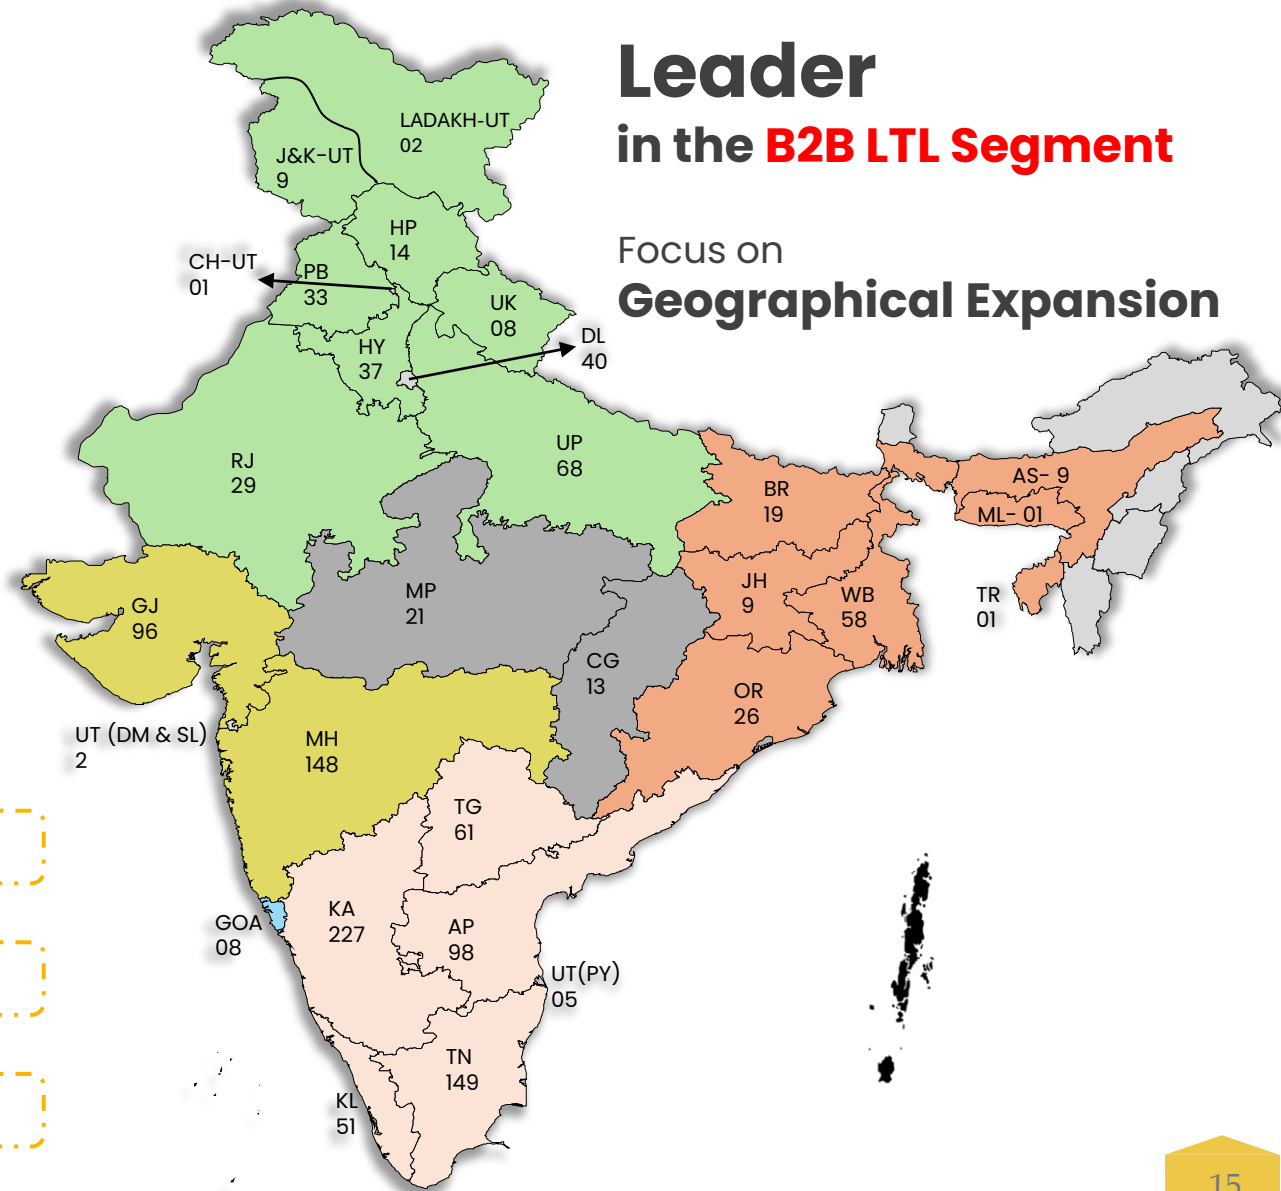 Leader
in the B2B LTL Segment
Focus on
Geographical Expansion
LADAKH-UT
02
J&K-UT
9
HP
14
CH-UT
01
PB
33
UK
08
HY
37
DL
40
RJ
29
UP
68
BR
19
AS- 9
ML- 01
TR
01
JH
9
WB
58
MP
21
GJ
96
CG
13
OR
26
UT (DM & SL)
2
MH
148
TG
61
KA
227
AP
98
GOA
08
UT(PY)
05
TN
149
KL
51
15